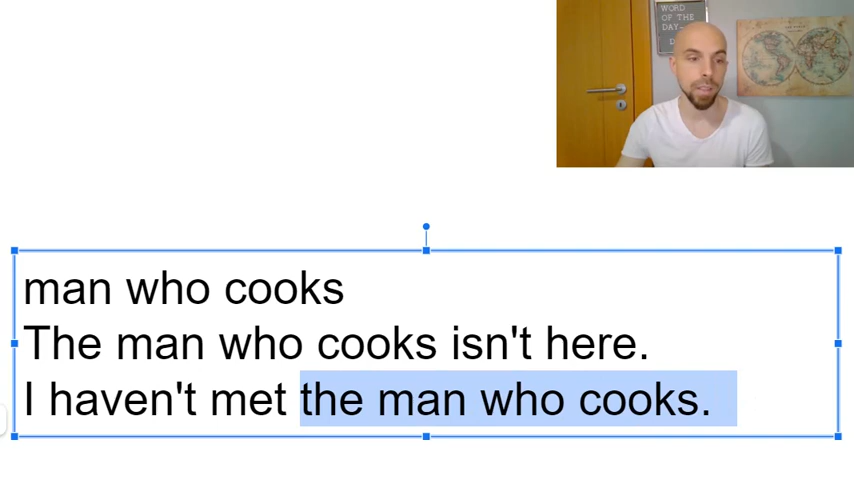 WORD
OF THE
DAY-
man who cooks
The man who cooks isn't here.
I haven't met the man who cooks.